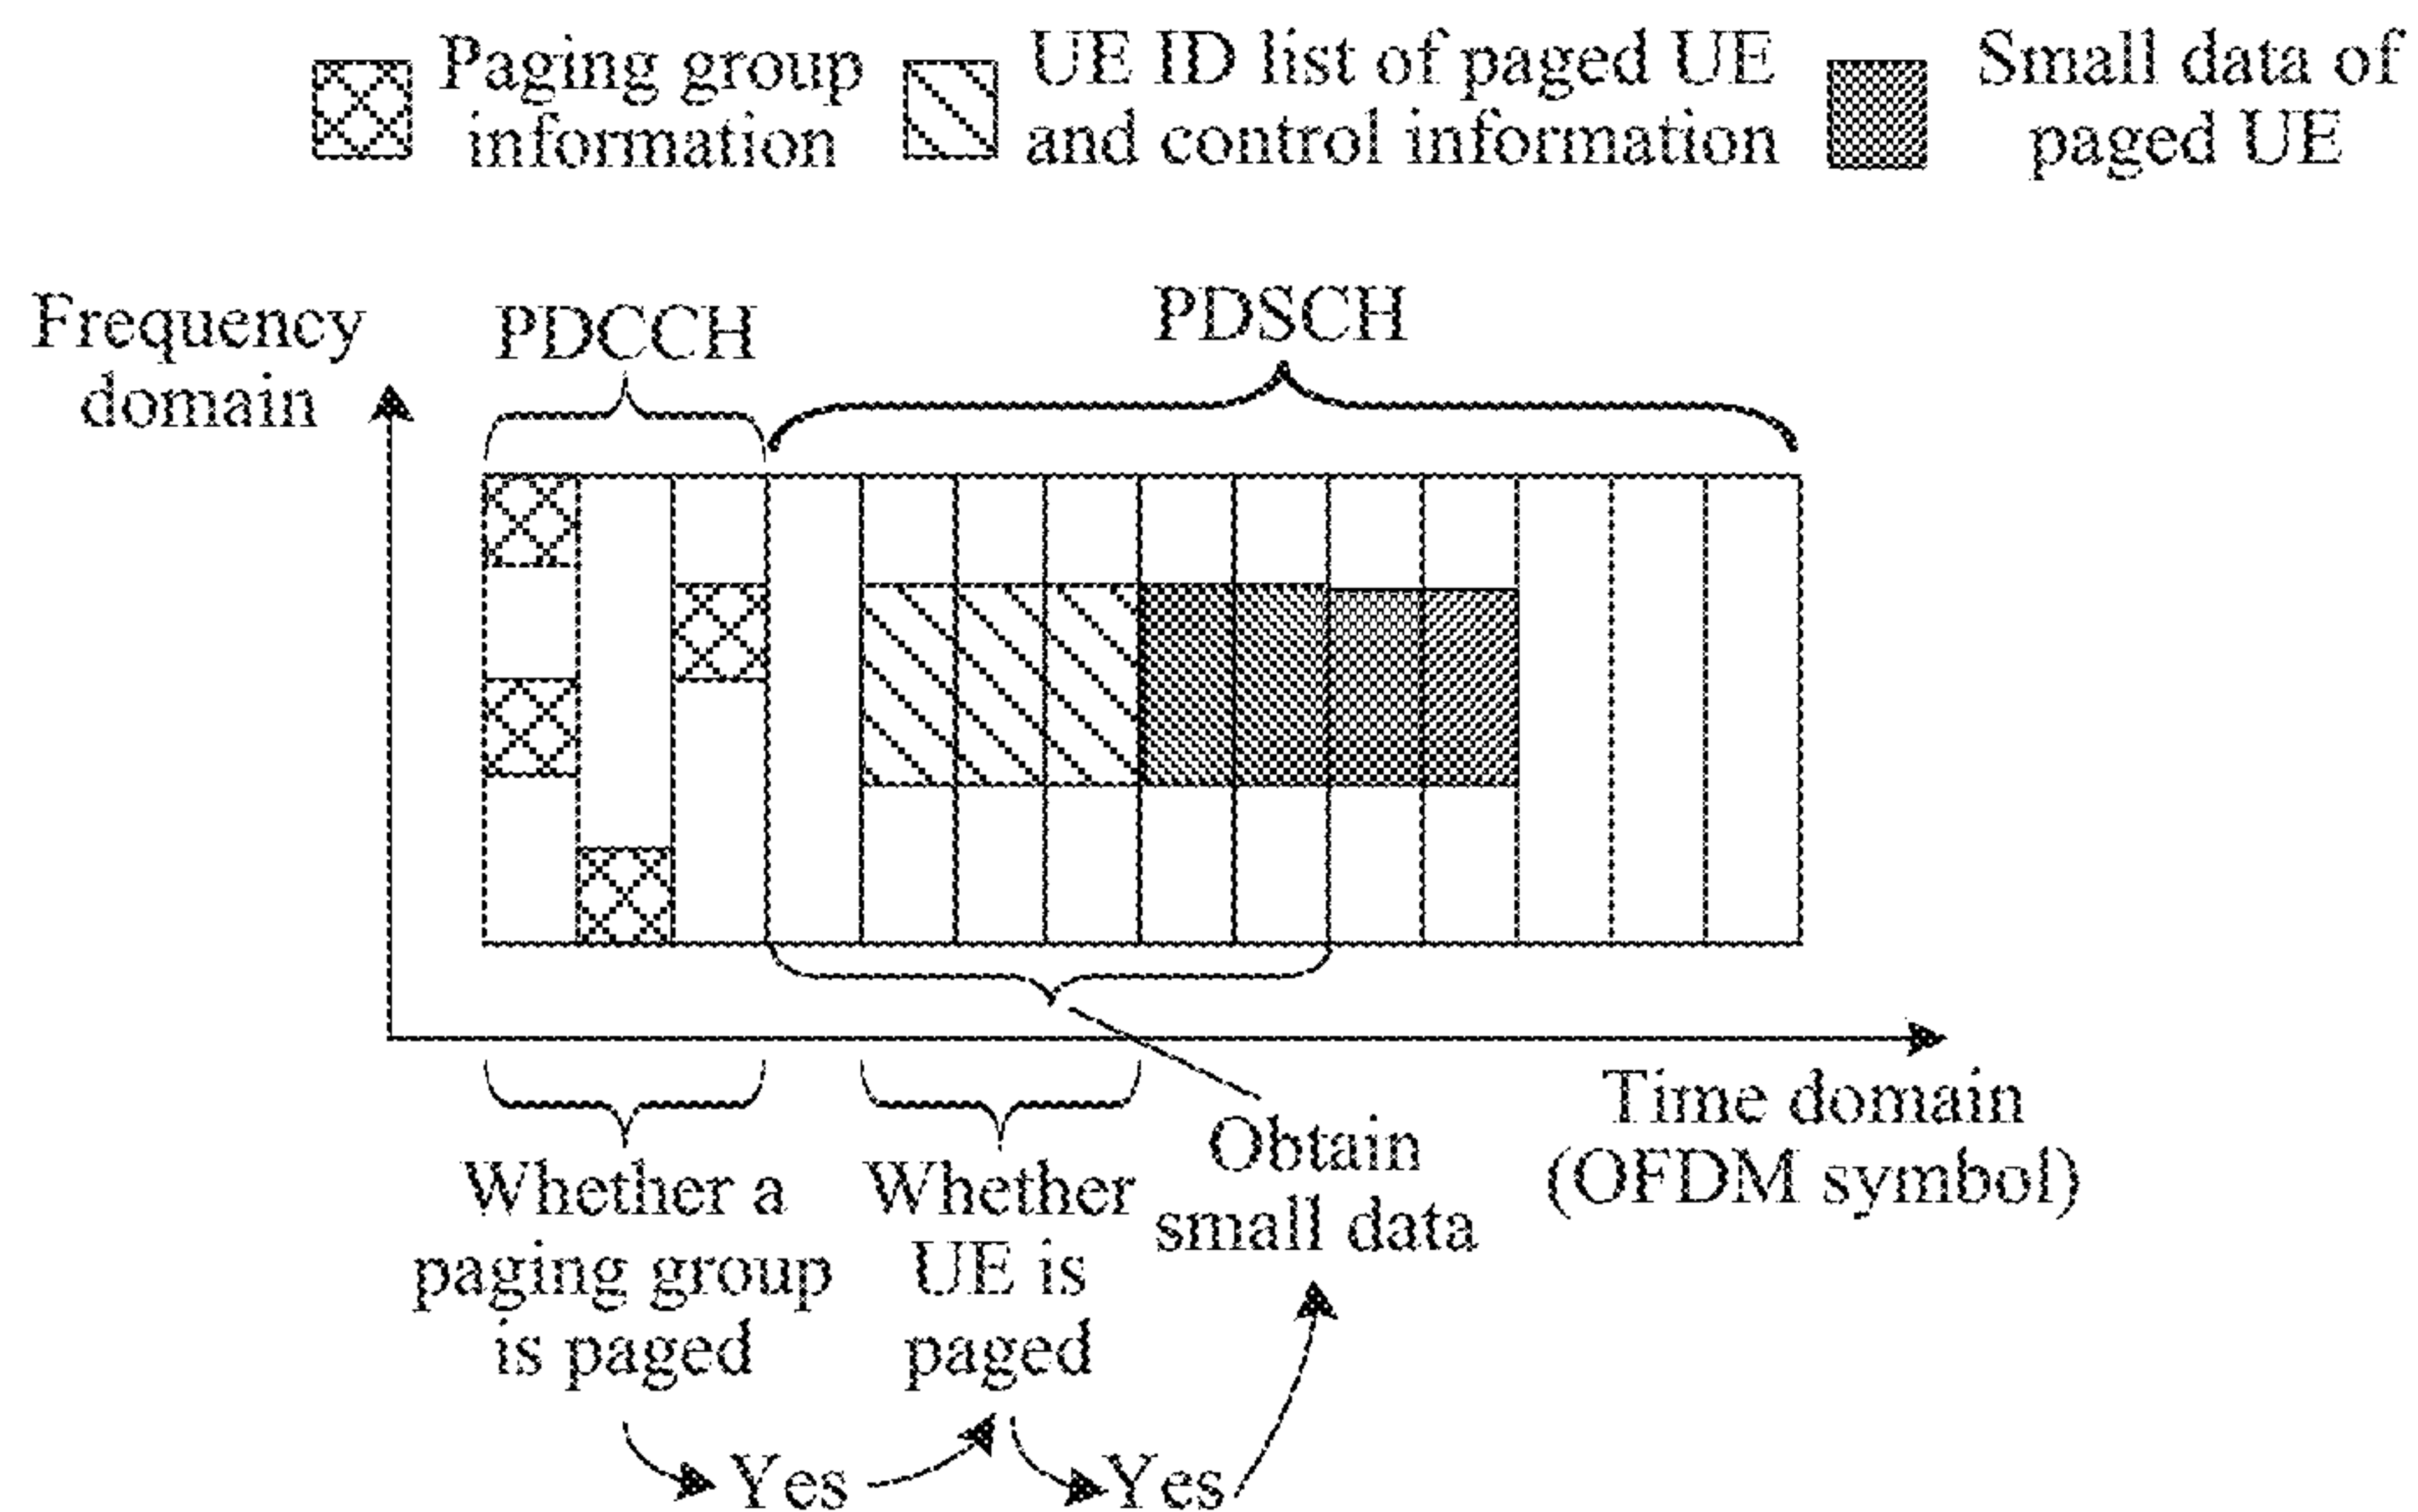 Paging group
information
UE ID list of paged UE
and control information
Small data of
paged UE
Frequency
domain
PDCCH
PDSCH
Time domain
(OFDM symbol)
Whether a
paging group
is paged
Whether
UE is
paged
Obtain
small data
Yes
Yes